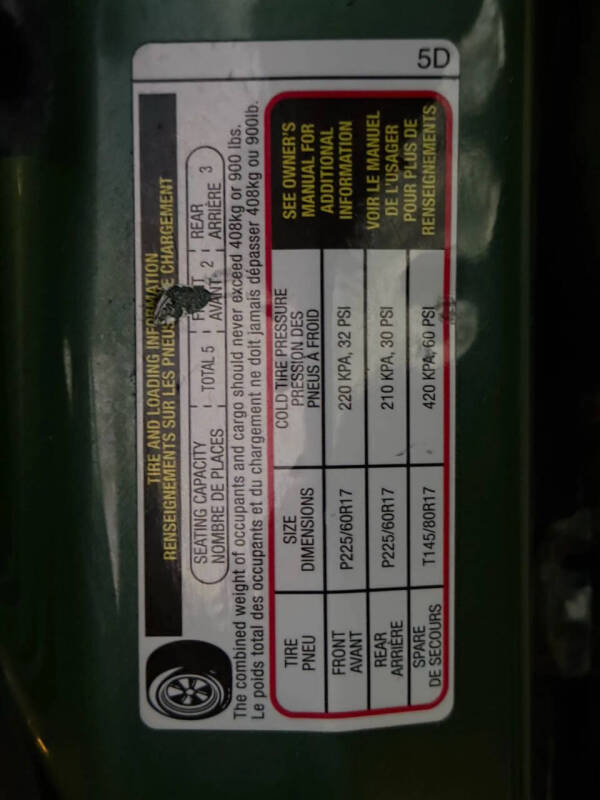 5D
TIRE AND LOADING INFORMATION
RENSEIGNEMENTS SUR LES PNEUS CHARGEMENT
SEATING CAPACITY
NOMBRE DE PLACES
TOTAL 5
AVANT 2
REAR
ARRIÈRE 3
The combined weight of occupants and cargo should never exceed 408kg or 900 lbs.
Le poids total des occupants et du chargement ne doit jamais dépasser 408kg ou 900lb.
TIRE
PNEU
SIZE
DIMENSIONS
COLD TIRE PRESSURE
PRESSION DES
PNEUS À FROID
SEE OWNER'S
MANUAL FOR
ADDITIONAL
INFORMATION
VOIR LE MANUEL
DE L'USAGER
POUR PLUS DE
RENSEIGNEMENTS
FRONT
AVANT
P225/60R17
220 KPA, 32 PSI
REAR
ARRIÈRE
P225/60R17
210 KPA, 30 PSI
SPARE
DE SECOURS
T145/80R17
420 KPA, 60 PSI